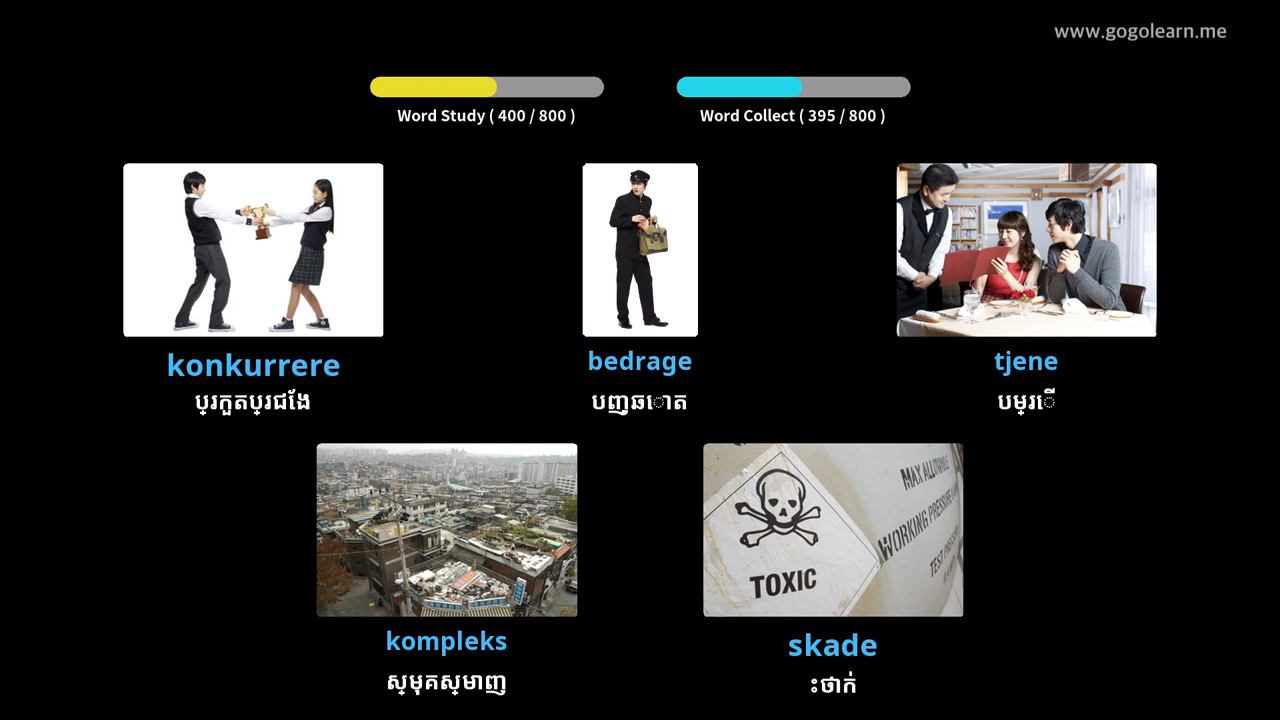 www.gogolearn.me
Word Study ( 400 / 800 )
Word Collect ( 395 / 800 )
konkurrere
ប្រកួតប្រជែង
bedrage
បញ្ឆោត
tjene
បម្រើ
MAX ALLOWABLE
WORKING PRESSURE
TOXIC
kompleks
ស្មុគស្មាញ
skade
ះថាក់